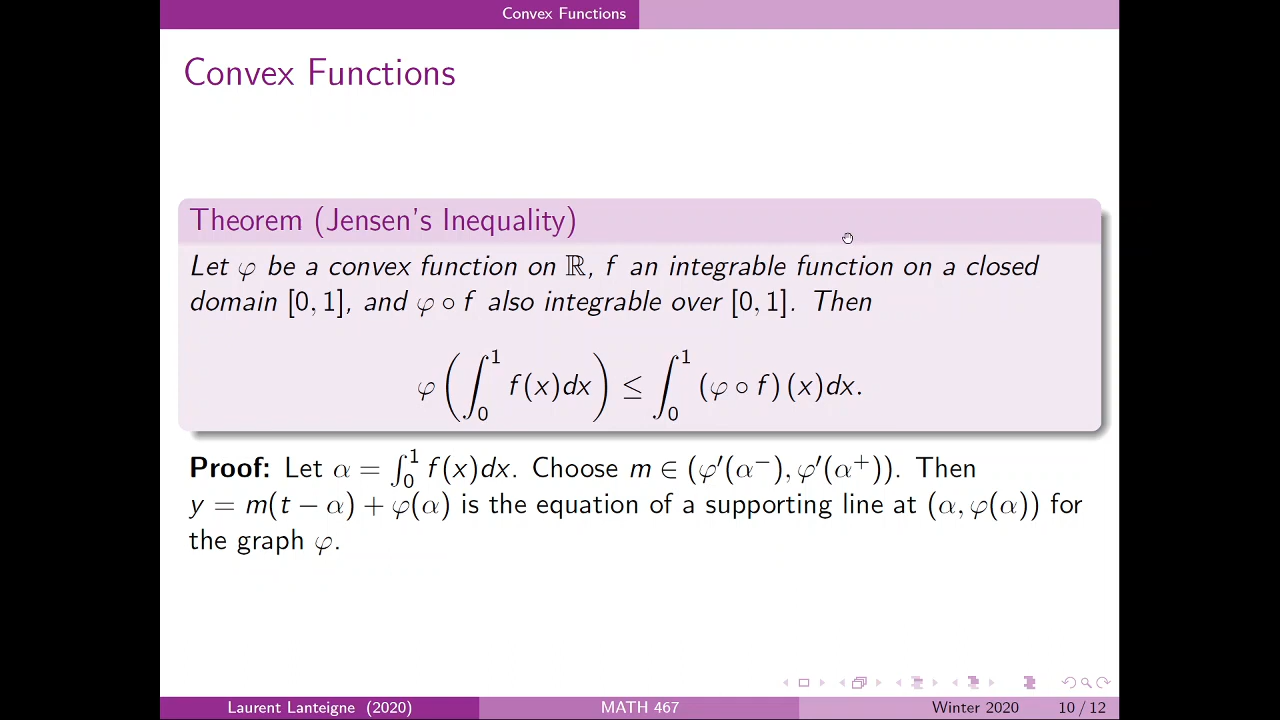 Convex Functions
Convex Functions
Theorem (Jensen's Inequality)
Let φ be a convex function on ℝ, f an integrable function on a closed
domain [0, 1], and φ ∘ f also integrable over [0, 1]. Then
φ(∫₀¹ f(x)dx) ≤ ∫₀¹ (φ ∘ f)(x)dx.
Proof: Let α = ∫₀¹ f(x)dx. Choose m ∈ (φ′(α⁻), φ′(α⁺)). Then
y = m(t − α) + φ(α) is the equation of a supporting line at (α, φ(α)) for
the graph φ.
Laurent Lanteigne (2020) MATH 467 Winter 2020 10 / 12